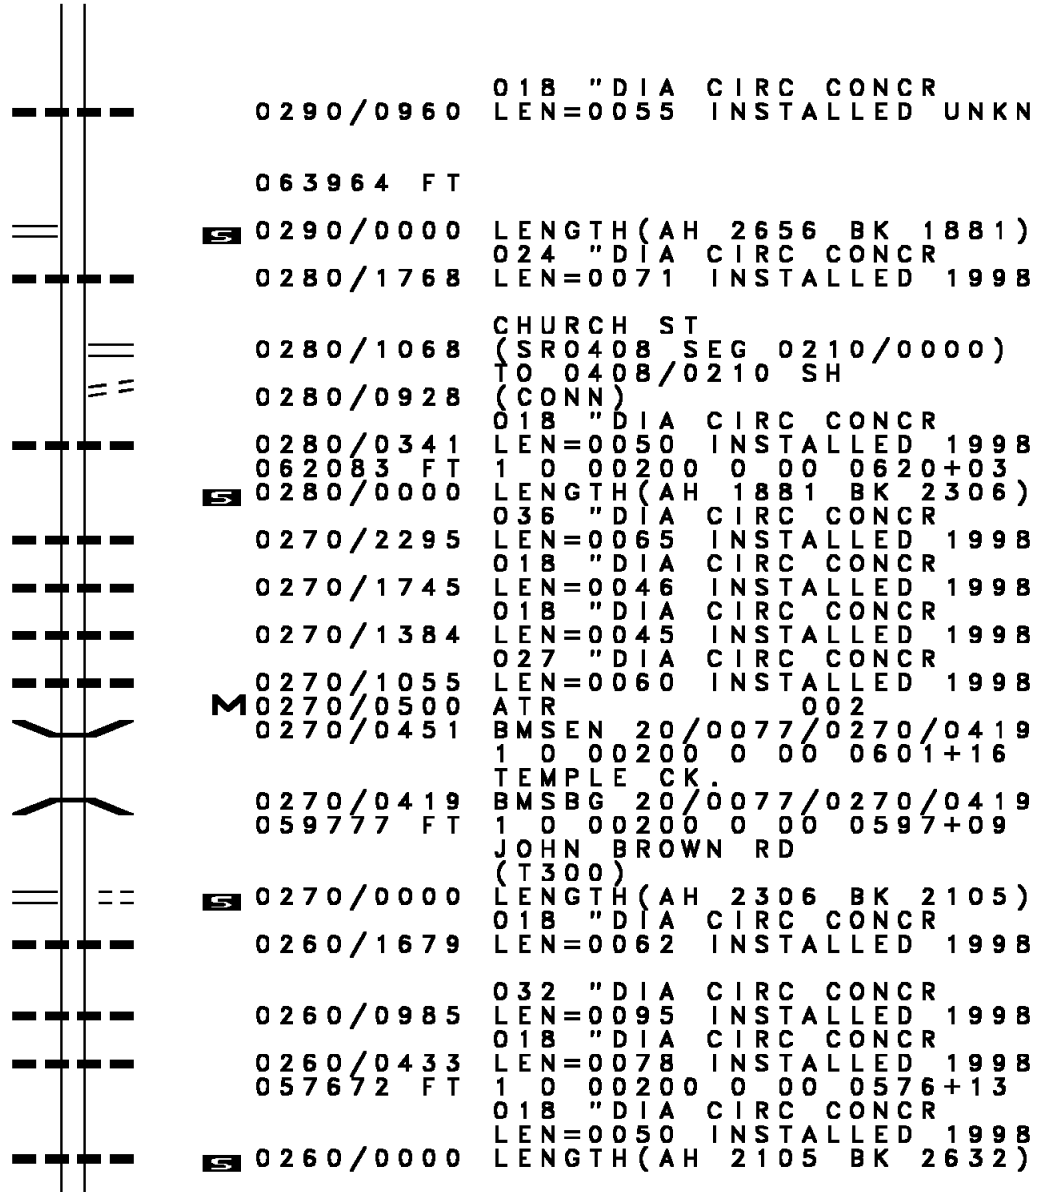 018 "DIA CIRC CONCR
0290/0960 LEN=0055 INSTALLED UNKN
063964 FT
S 0290/0000 LENGTH(AH 2656 BK 1881)
024 "DIA CIRC CONCR
0280/1768 LEN=0071 INSTALLED 1998
CHURCH ST
0280/1068 (SR0408 SEG 0210/0000)
TO 0408/0210 SH
0280/0928 (CONN)
018 "DIA CIRC CONCR
0280/0341 LEN=0050 INSTALLED 1998
062083 FT 1 0 00200 0 00 0620+03
S 0280/0000 LENGTH(AH 1881 BK 2306)
036 "DIA CIRC CONCR
0270/2295 LEN=0065 INSTALLED 1998
018 "DIA CIRC CONCR
0270/1745 LEN=0046 INSTALLED 1998
018 "DIA CIRC CONCR
0270/1384 LEN=0045 INSTALLED 1998
027 "DIA CIRC CONCR
0270/1055 LEN=0060 INSTALLED 1998
M 0270/0500 ATR 002
0270/0451 BMSEN 20/0077/0270/0419
1 0 00200 0 00 0601+16
TEMPLE CK.
0270/0419 BMSBG 20/0077/0270/0419
059777 FT 1 0 00200 0 00 0597+09
JOHN BROWN RD
(T300)
S 0270/0000 LENGTH(AH 2306 BK 2105)
018 "DIA CIRC CONCR
0260/1679 LEN=0062 INSTALLED 1998
032 "DIA CIRC CONCR
0260/0985 LEN=0095 INSTALLED 1998
018 "DIA CIRC CONCR
0260/0433 LEN=0078 INSTALLED 1998
057672 FT 1 0 00200 0 00 0576+13
018 "DIA CIRC CONCR
LEN=0050 INSTALLED 1998
S 0260/0000 LENGTH(AH 2105 BK 2632)